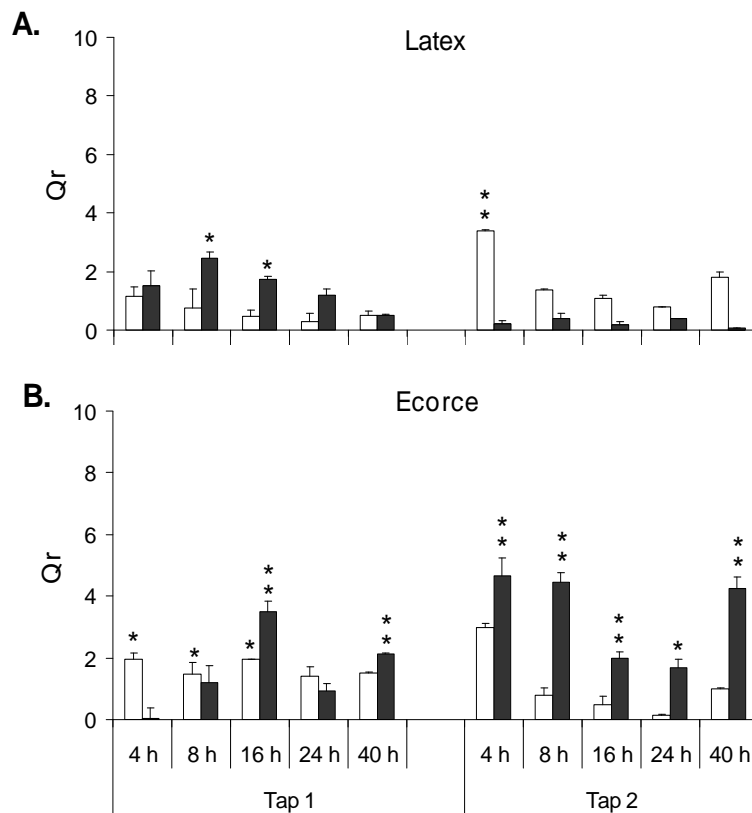 A.
Latex
10
8
6
4
2
0
Qr
* * * *
B.
Ecorce
10
8
6
4
2
0
Qr
* * * * * * * * * * * * * * * *
4 h 8 h 16 h 24 h 40 h 4 h 8 h 16 h 24 h 40 h
Tap 1 Tap 2